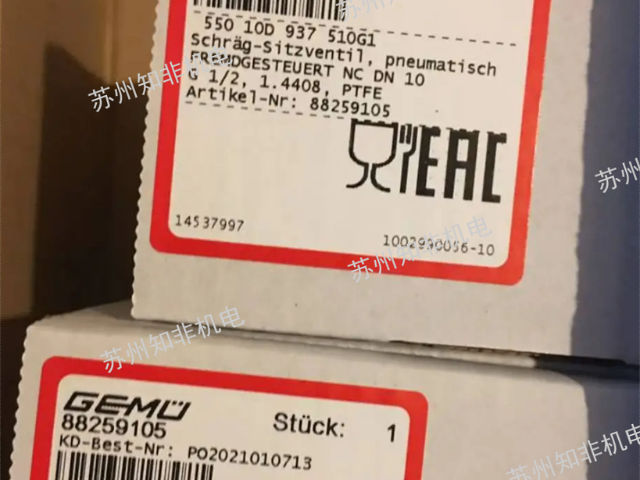 550 10D 937 510G1
Schräg-Sitzventil, pneumatisch
FREMDGESTEUERT NC DN 10
G 1/2, 1.4408, PTFE
Artikel-Nr: 88259105
EAC
14537997
1002990056-10
GEMÜ
88259105
Stück: 1
KD-Best-Nr: PO2021010713
苏州知非机电
苏州知非机电
苏州知非机电
苏州知非机电